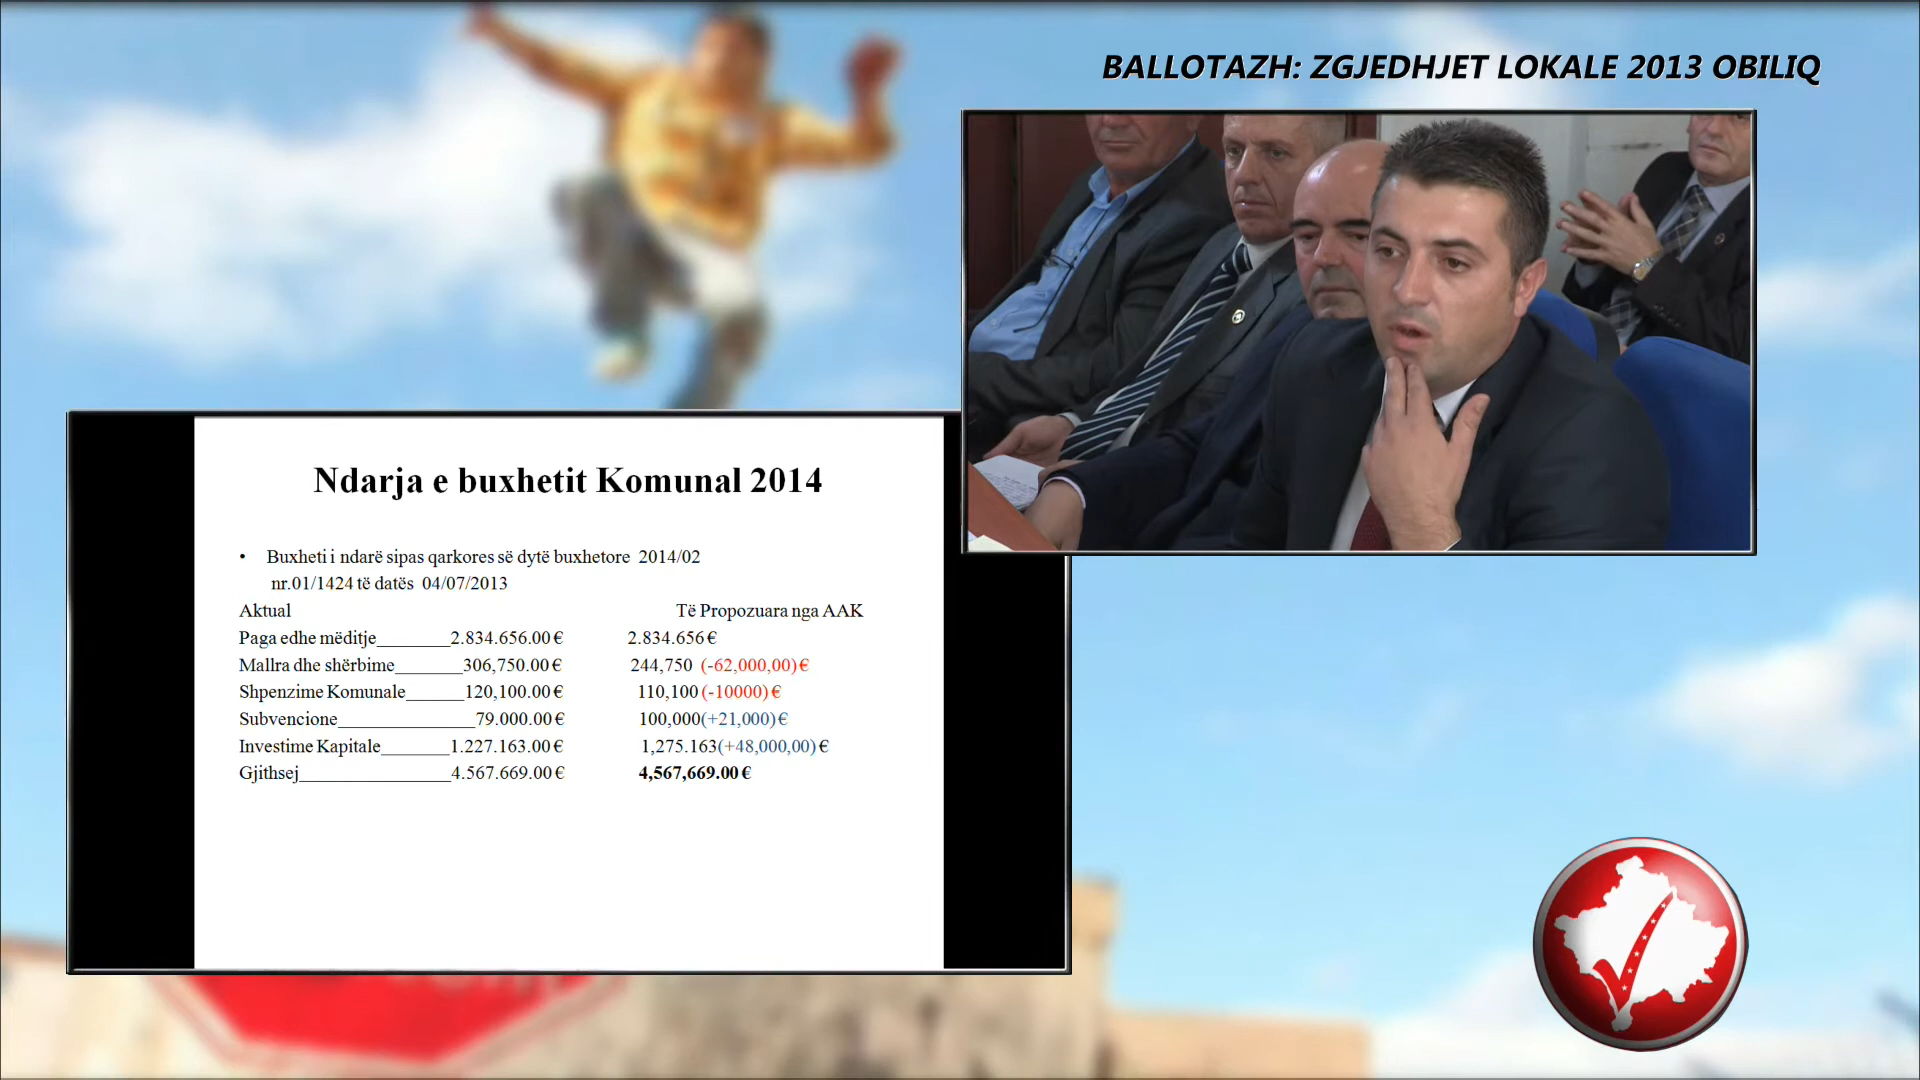 BALLOTAZH: ZGJEDHJET LOKALE 2013 OBILIQ
Ndarja e buxhetit Komunal 2014
• Buxheti i ndarë sipas qarkores së dytë buxhetore 2014/02
nr.01/1424 të datës 04/07/2013
Aktual Të Propozuara nga AAK
Paga edhe mëditje________2.834.656.00 € 2.834.656 €
Mallra dhe shërbime_______306,750.00 € 244,750 (-62,000,00) €
Shpenzime Komunale______120,100.00 € 110,100 (-10000) €
Subvencione______________79.000.00 € 100,000(+21,000) €
Investime Kapitale_______1.227.163.00 € 1,275.163(+48,000,00) €
Gjithsej________________4.567.669.00 € 4,567,669.00 €